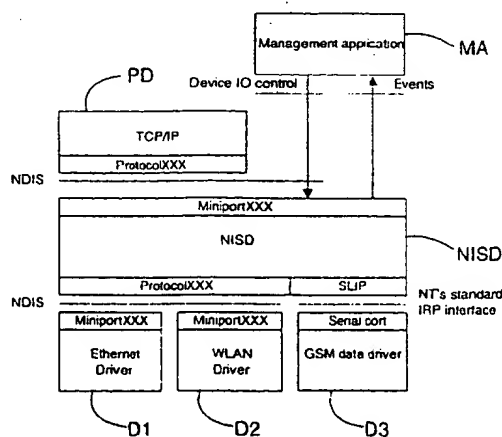 Management application
MA
Device IO control
Events
PD
TCP/IP
ProtocolXXX
NDIS
MiniportXXX
NISD
NISD
ProtocolXXX
SLIP
NDIS
NT's standard
IRP interface
MiniportXXX
MiniportXXX
Serial port
Ethernet
Driver
WLAN
Driver
GSM data driver
D1
D2
D3